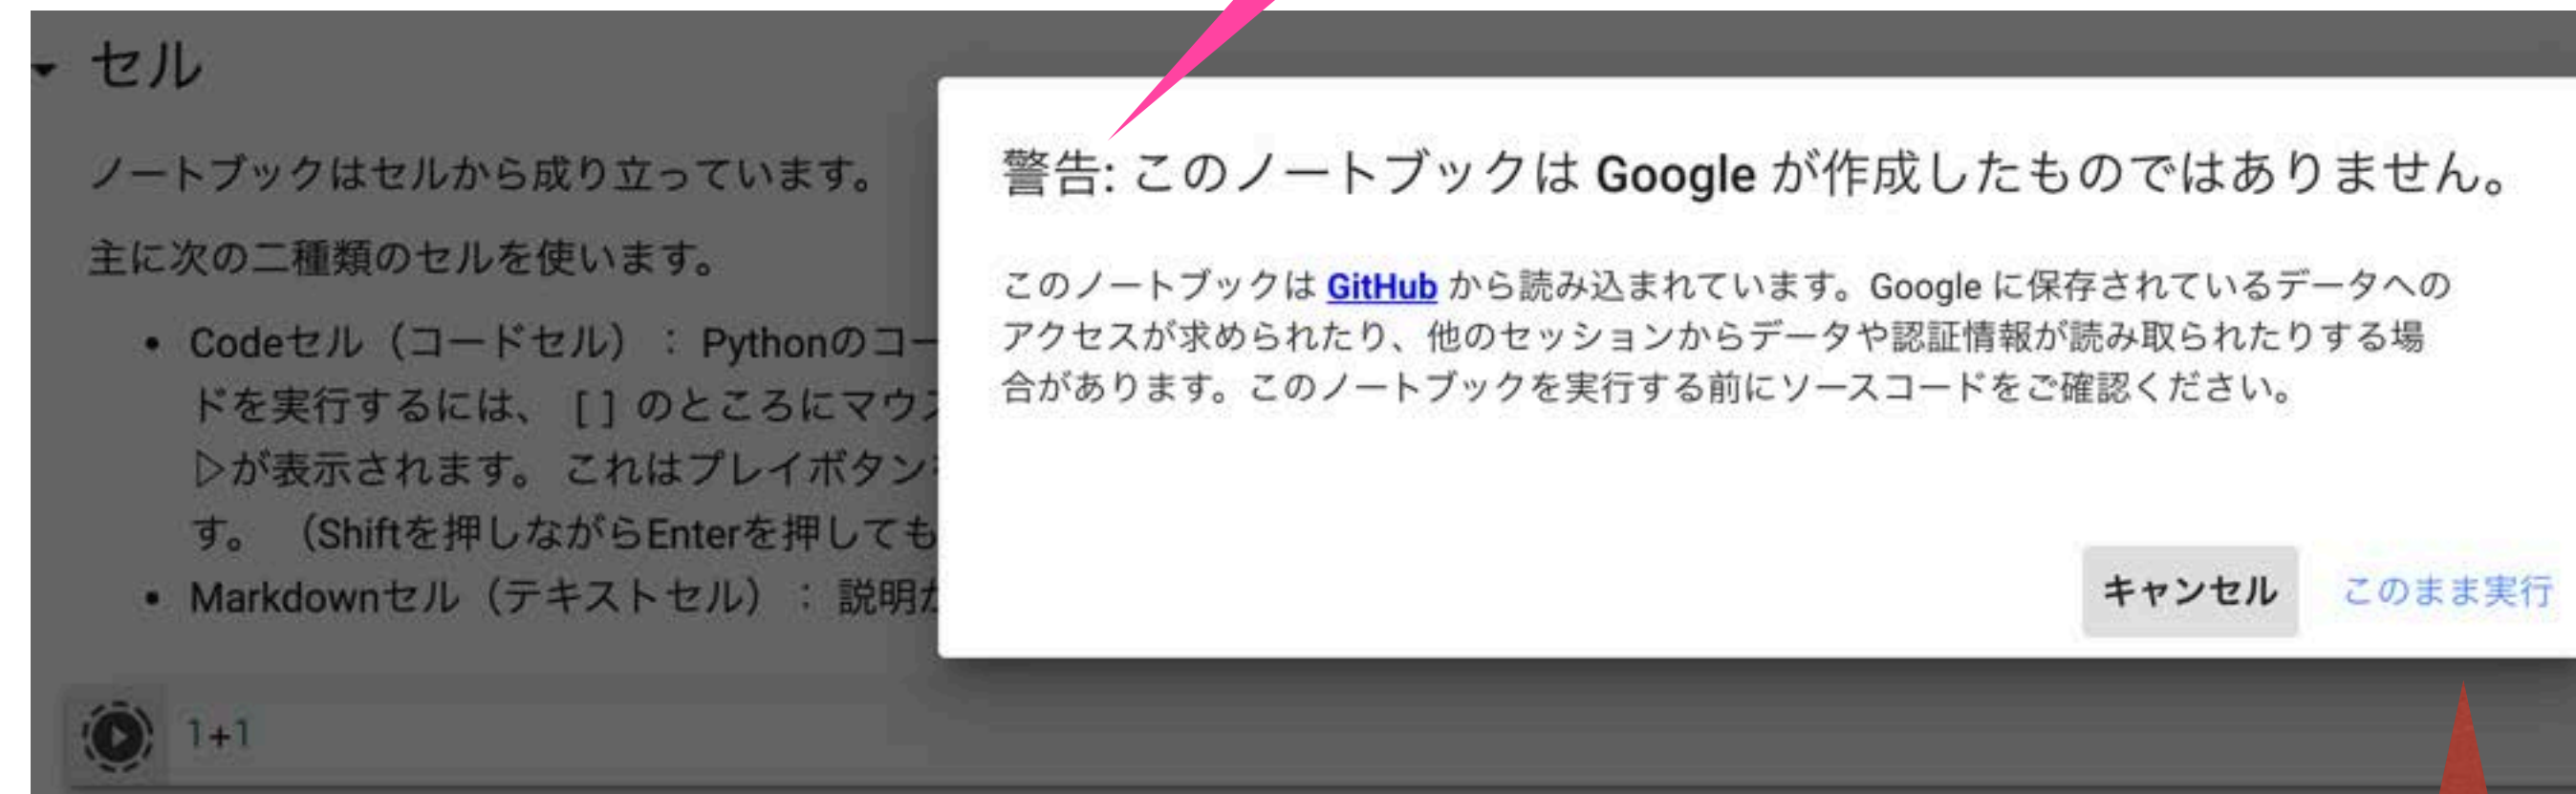 セル
ノートブックはセルから成り立っています。
主に次の二種類のセルを使います。
• Codeセル（コードセル）： Pythonのコー
ドを実行するには、 [ ] のところにマウ
▷が表示されます。 これはプレイボタン
す。 （Shiftを押しながらEnterを押しても
• Markdownセル（テキストセル）： 説明
1+1
警告: このノートブックは Google が作成したものではありません。
このノートブックは GitHub から読み込まれています。Google に保存されているデータへの
アクセスが求められたり、他のセッションからデータや認証情報が読み取られたりする場
合があります。このノートブックを実行する前にソースコードをご確認ください。
キャンセル このまま実行